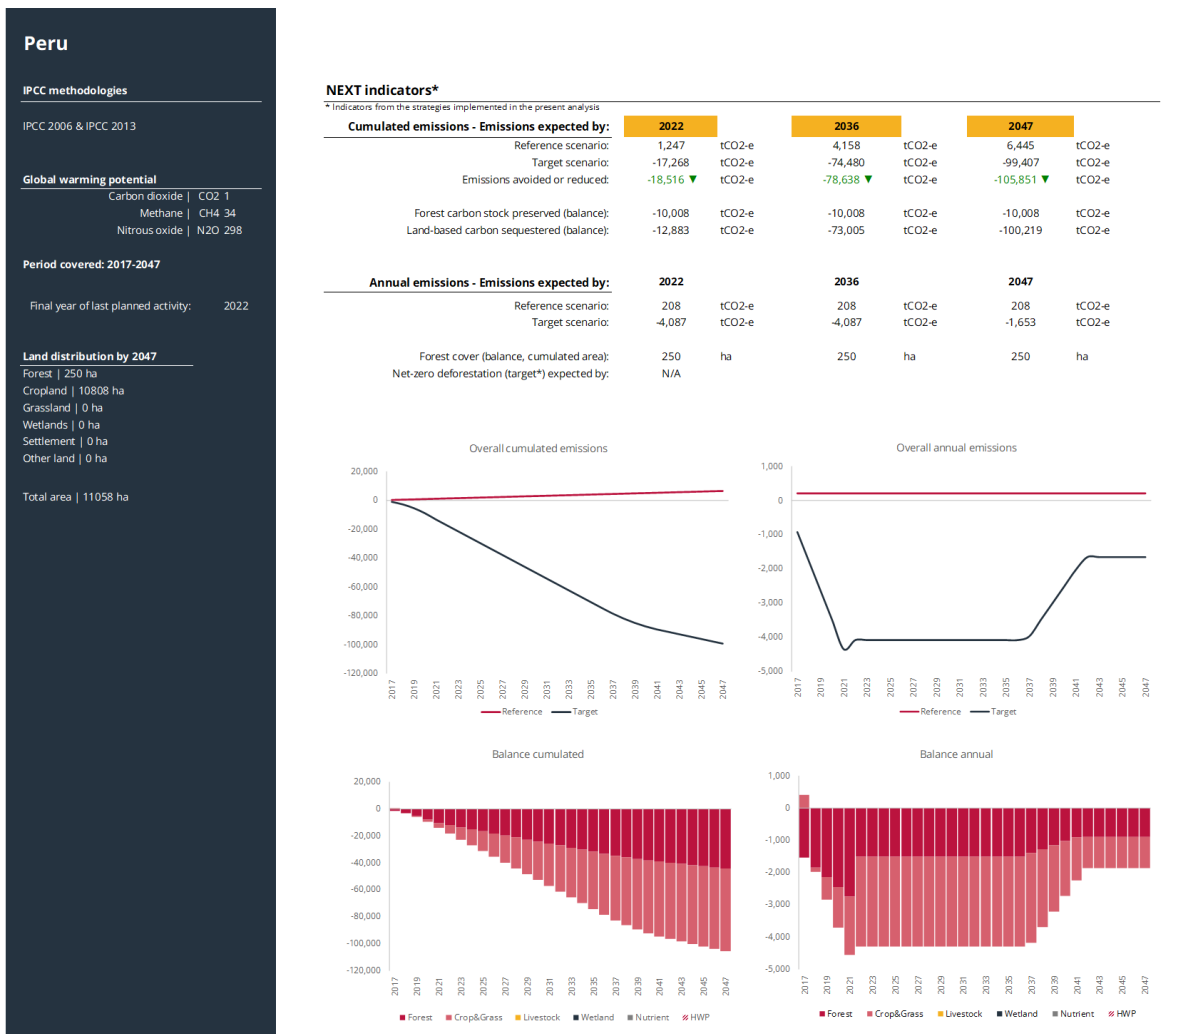 Peru
IPCC methodologies
IPCC 2006 & IPCC 2013
Global warming potential
Carbon dioxide | CO2 1
Methane | CH4 34
Nitrous oxide | N2O 298
Period covered: 2017-2047
Final year of last planned activity: 2022
Land distribution by 2047
Forest | 250 ha
Cropland | 10808 ha
Grassland | 0 ha
Wetlands | 0 ha
Settlement | 0 ha
Other land | 0 ha
Total area | 11058 ha
NEXT indicators*
* Indicators from the strategies implemented in the present analysis
Cumulated emissions - Emissions expected by: 2022 2036 2047
Reference scenario: 1,247 tCO2-e 4,158 tCO2-e 6,445 tCO2-e
Target scenario: -17,268 tCO2-e -74,480 tCO2-e -99,407 tCO2-e
Emissions avoided or reduced: -18,516 ▼ tCO2-e -78,638 ▼ tCO2-e -105,851 ▼ tCO2-e
Forest carbon stock preserved (balance): -10,008 tCO2-e -10,008 tCO2-e -10,008 tCO2-e
Land-based carbon sequestered (balance): -12,883 tCO2-e -73,005 tCO2-e -100,219 tCO2-e
Annual emissions - Emissions expected by: 2022 2036 2047
Reference scenario: 208 tCO2-e 208 tCO2-e 208 tCO2-e
Target scenario: -4,087 tCO2-e -4,087 tCO2-e -1,653 tCO2-e
Forest cover (balance, cumulated area): 250 ha 250 ha 250 ha
Net-zero deforestation (target*) expected by: N/A
Overall cumulated emissions
20,000
0
-20,000
-40,000
-60,000
-80,000
-100,000
-120,000
2017 2019 2021 2023 2025 2027 2029 2031 2033 2035 2037 2039 2041 2043 2045 2047
Reference Target
Overall annual emissions
1,000
0
-1,000
-2,000
-3,000
-4,000
-5,000
2017 2019 2021 2023 2025 2027 2029 2031 2033 2035 2037 2039 2041 2043 2045 2047
Reference Target
Balance cumulated
20,000
0
-20,000
-40,000
-60,000
-80,000
-100,000
-120,000
2017 2019 2021 2023 2025 2027 2029 2031 2033 2035 2037 2039 2041 2043 2045 2047
Forest Crop&Grass Livestock Wetland Nutrient HWP
Balance annual
1,000
0
-1,000
-2,000
-3,000
-4,000
-5,000
2017 2019 2021 2023 2025 2027 2029 2031 2033 2035 2037 2039 2041 2043 2045 2047
Forest Crop&Grass Livestock Wetland Nutrient HWP